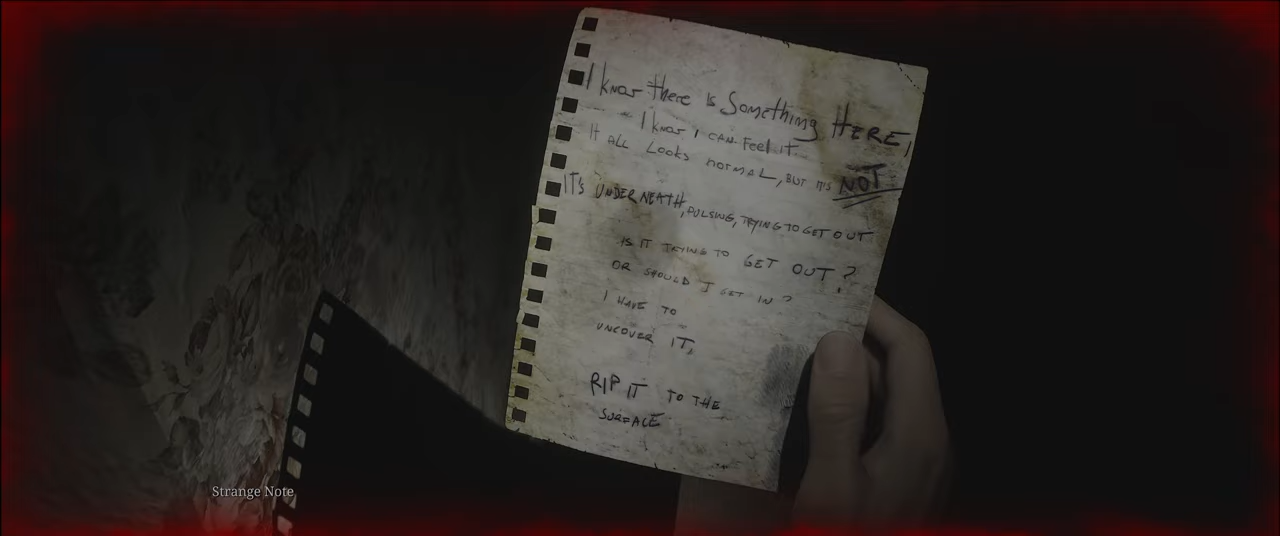 I know there is Something HERE,
I know, I can feel it.
It ALL Looks normal, BUT it's NOT
IT'S UNDERNEATH, PULSING, TRYING TO GET OUT
IS IT TRYING TO GET OUT?
OR SHOULD I GET IN?
I HAVE TO
UNCOVER IT,
RIP IT TO THE
SURFACE
Strange Note